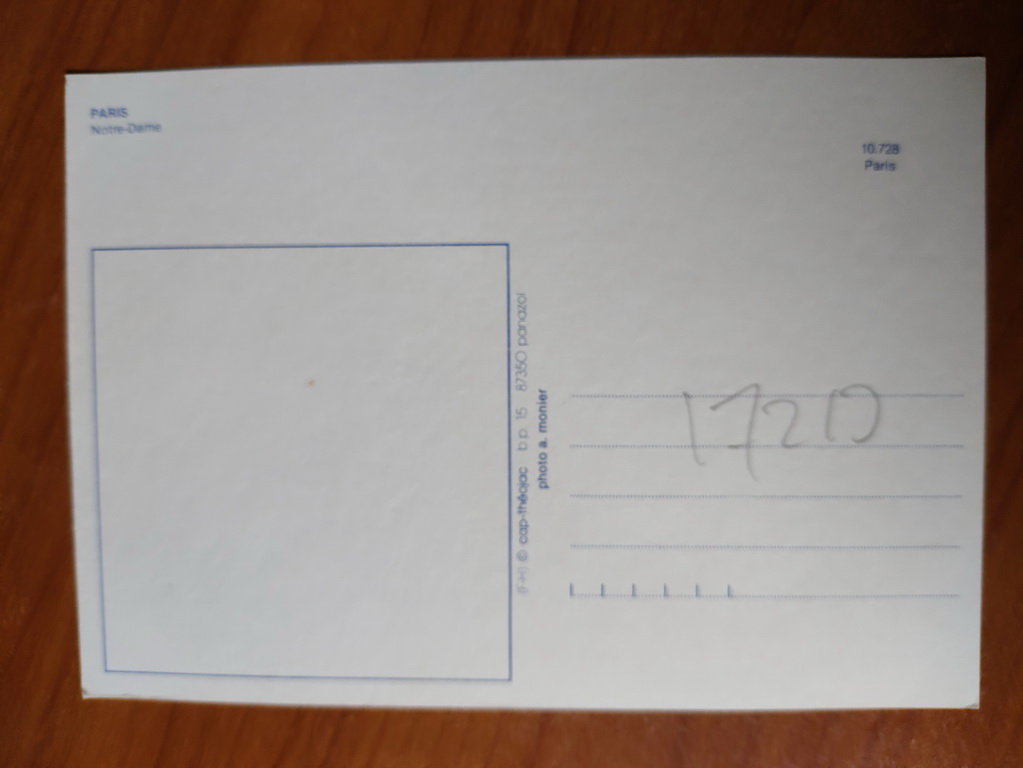 PARIS
Notre-Dame
10.728
Paris
© cap-théojac b.p. 15 87350 panazol
photo a. monier
1720